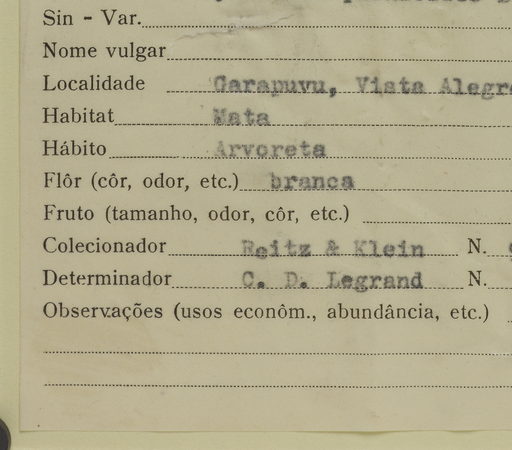 Sin - Var.
Nome vulgar
Localidade Garapuvu, Vista Alegre
Habitat Mata
Hábito Arvoreta
Flôr (côr, odor, etc.) branca
Fruto (tamanho, odor, côr, etc.)
Colecionador Reitz & Klein N.
Determinador C. D. Legrand N.
Observações (usos econôm., abundância, etc.)